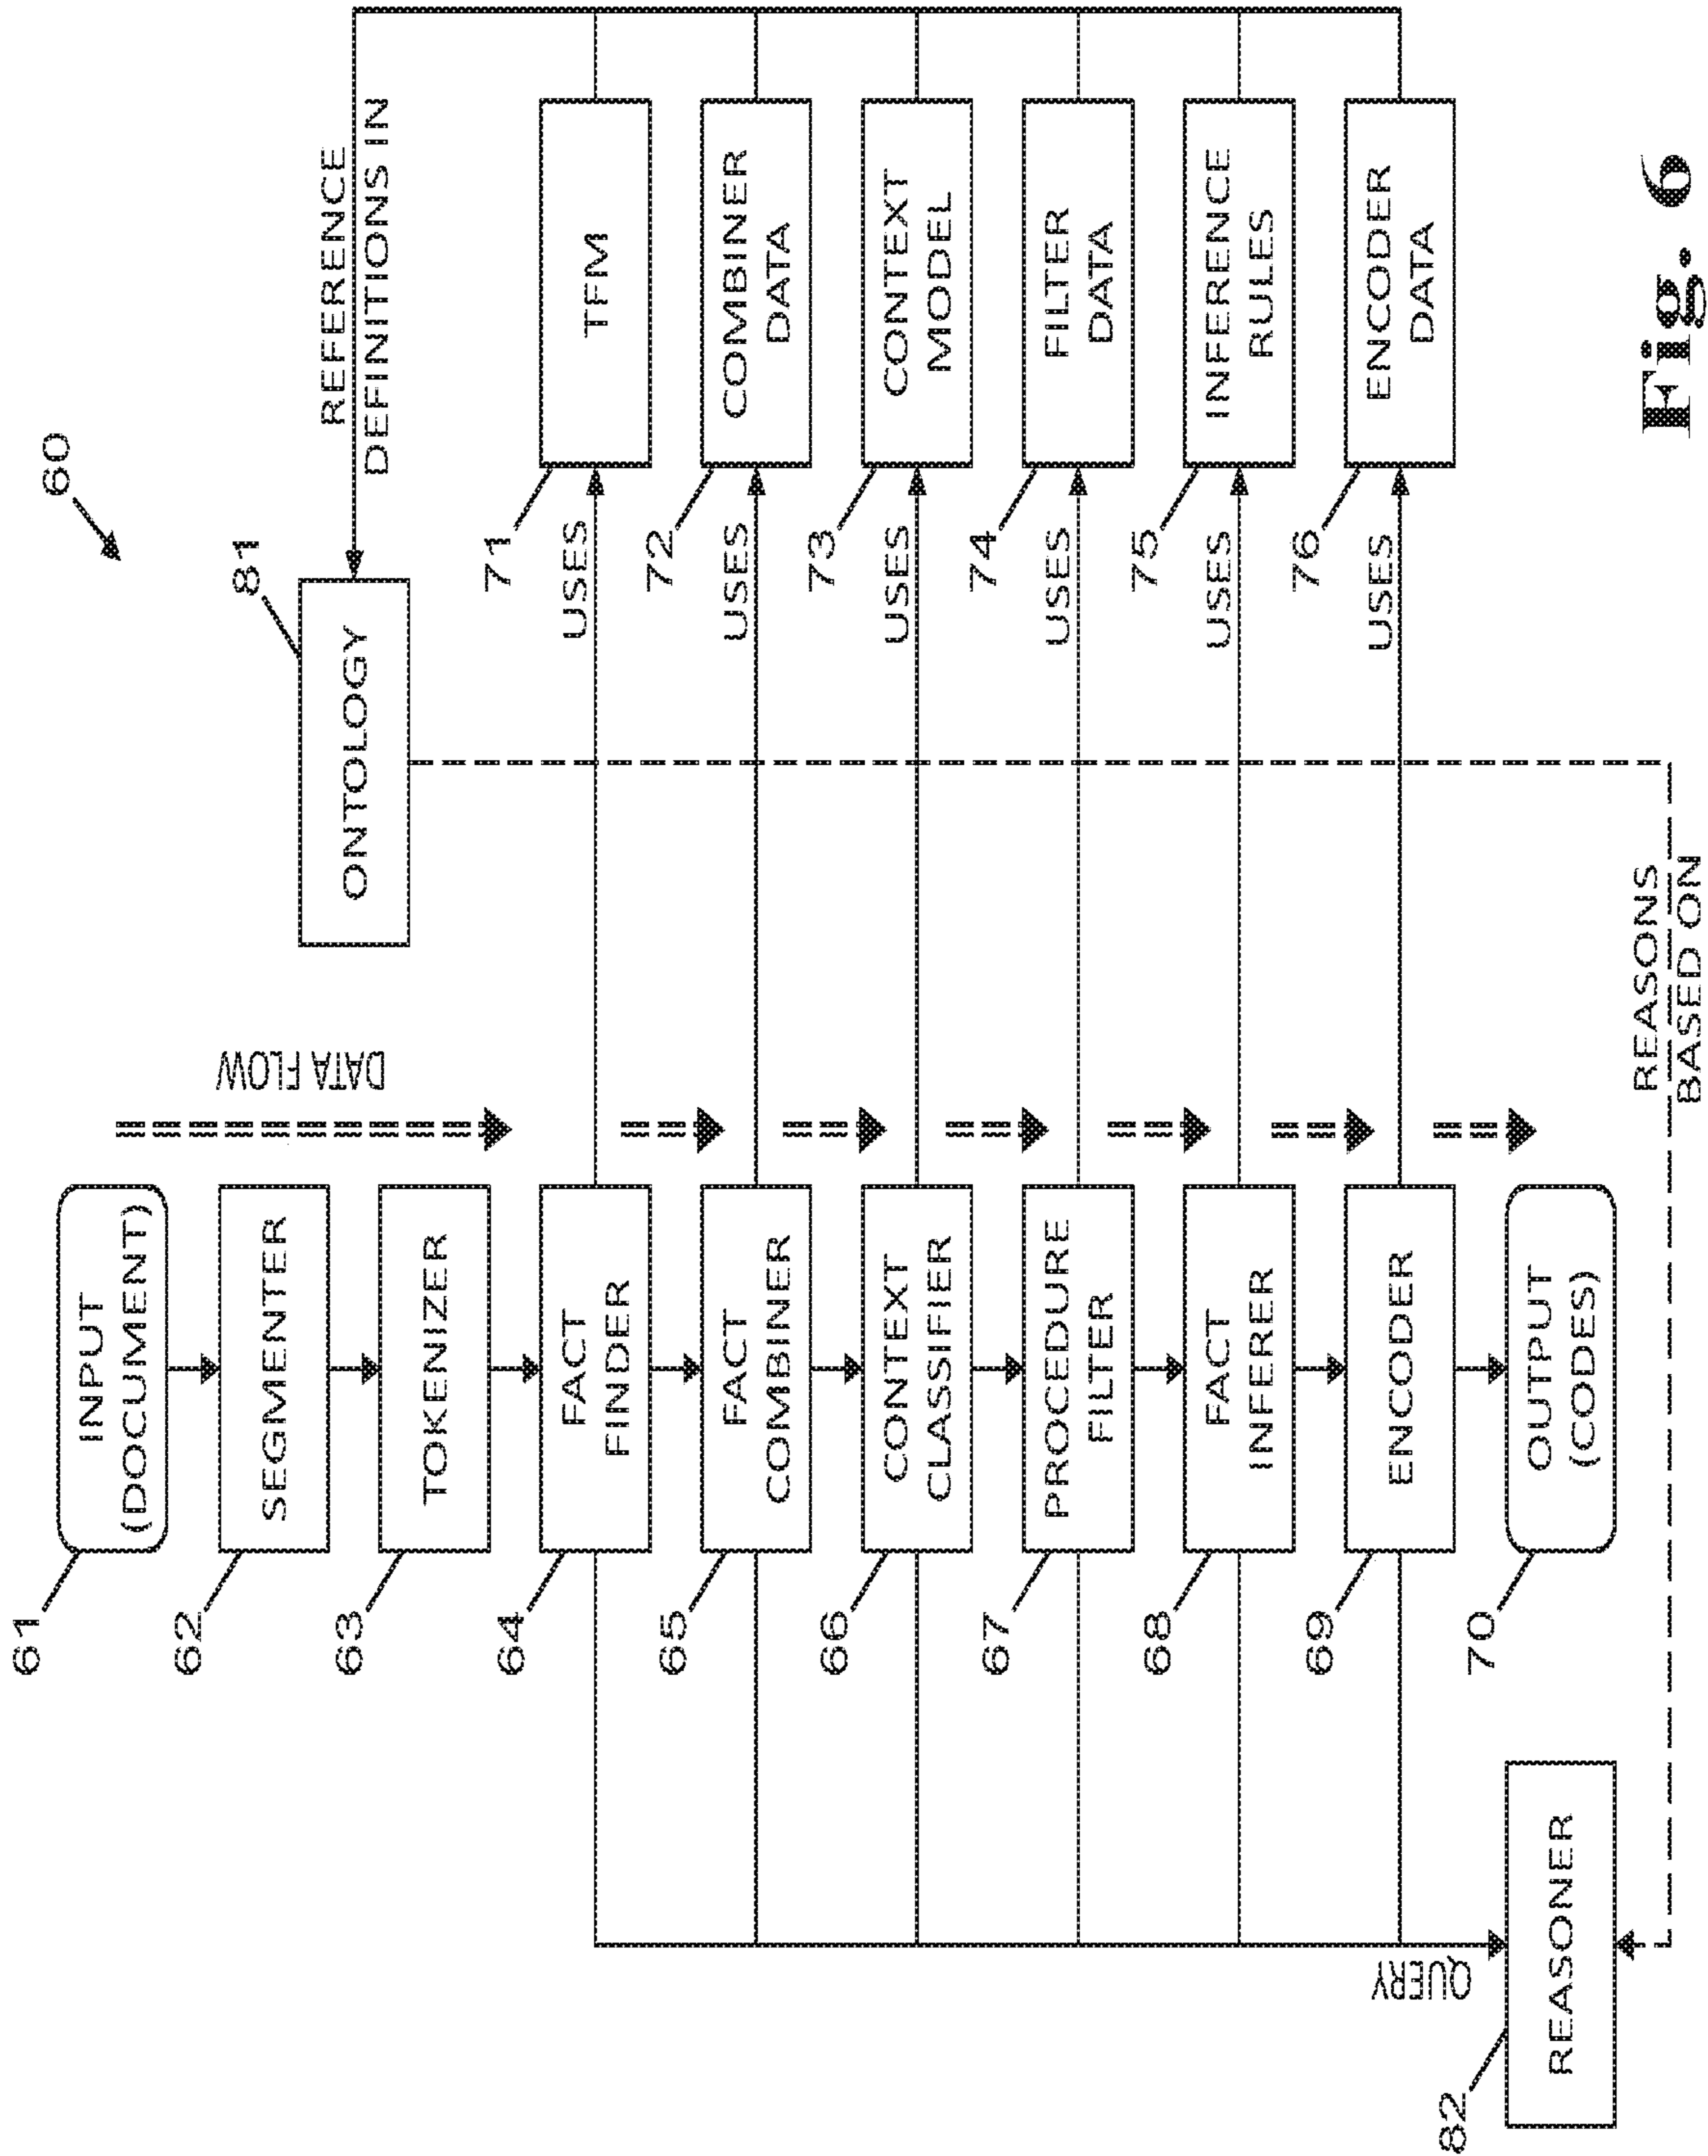 60
61
INPUT
(DOCUMENT)
62
SEGMENTER
63
TOKENIZER
DATA FLOW
81
ONTOLOGY
REFERENCE
DEFINITIONS IN
64
FACT
FINDER
USES
71
TFM
65
FACT
COMBINER
USES
72
COMBINER
DATA
66
CONTEXT
CLASSIFIER
USES
73
CONTEXT
MODEL
67
PROCEDURE
FILTER
USES
74
FILTER
DATA
68
FACT
INFERER
USES
75
INFERENCE
RULES
69
ENCODER
USES
76
ENCODER
DATA
70
OUTPUT
(CODES)
QUERY
82
REASONER
REASONS
BASED ON
Fig. 6